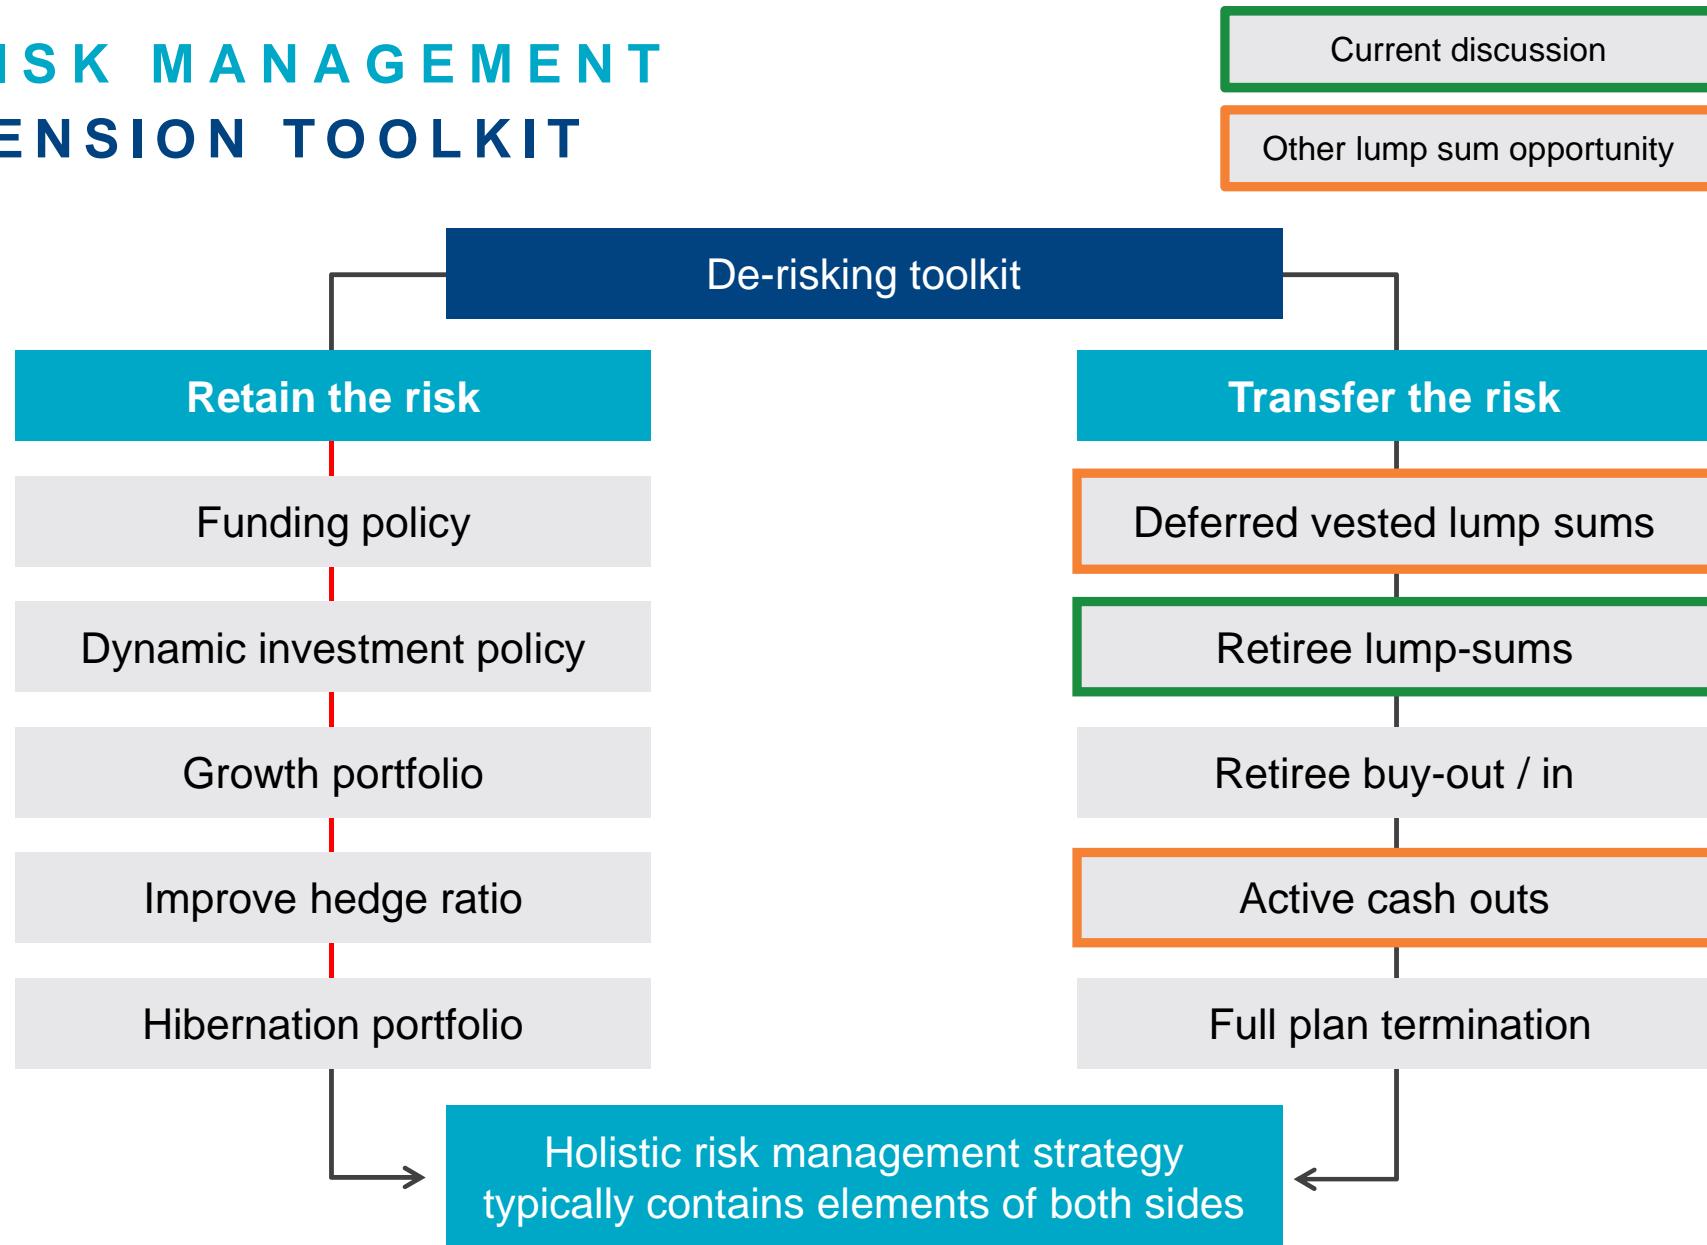 ISK MANAGEMENT
ENSION TOOLKIT
Current discussion
Other lump sum opportunity
De-risking toolkit
Retain the risk
Transfer the risk
Funding policy
Deferred vested lump sums
Dynamic investment policy
Retiree lump-sums
Growth portfolio
Retiree buy-out / in
Improve hedge ratio
Active cash outs
Hibernation portfolio
Full plan termination
Holistic risk management strategy
typically contains elements of both sides